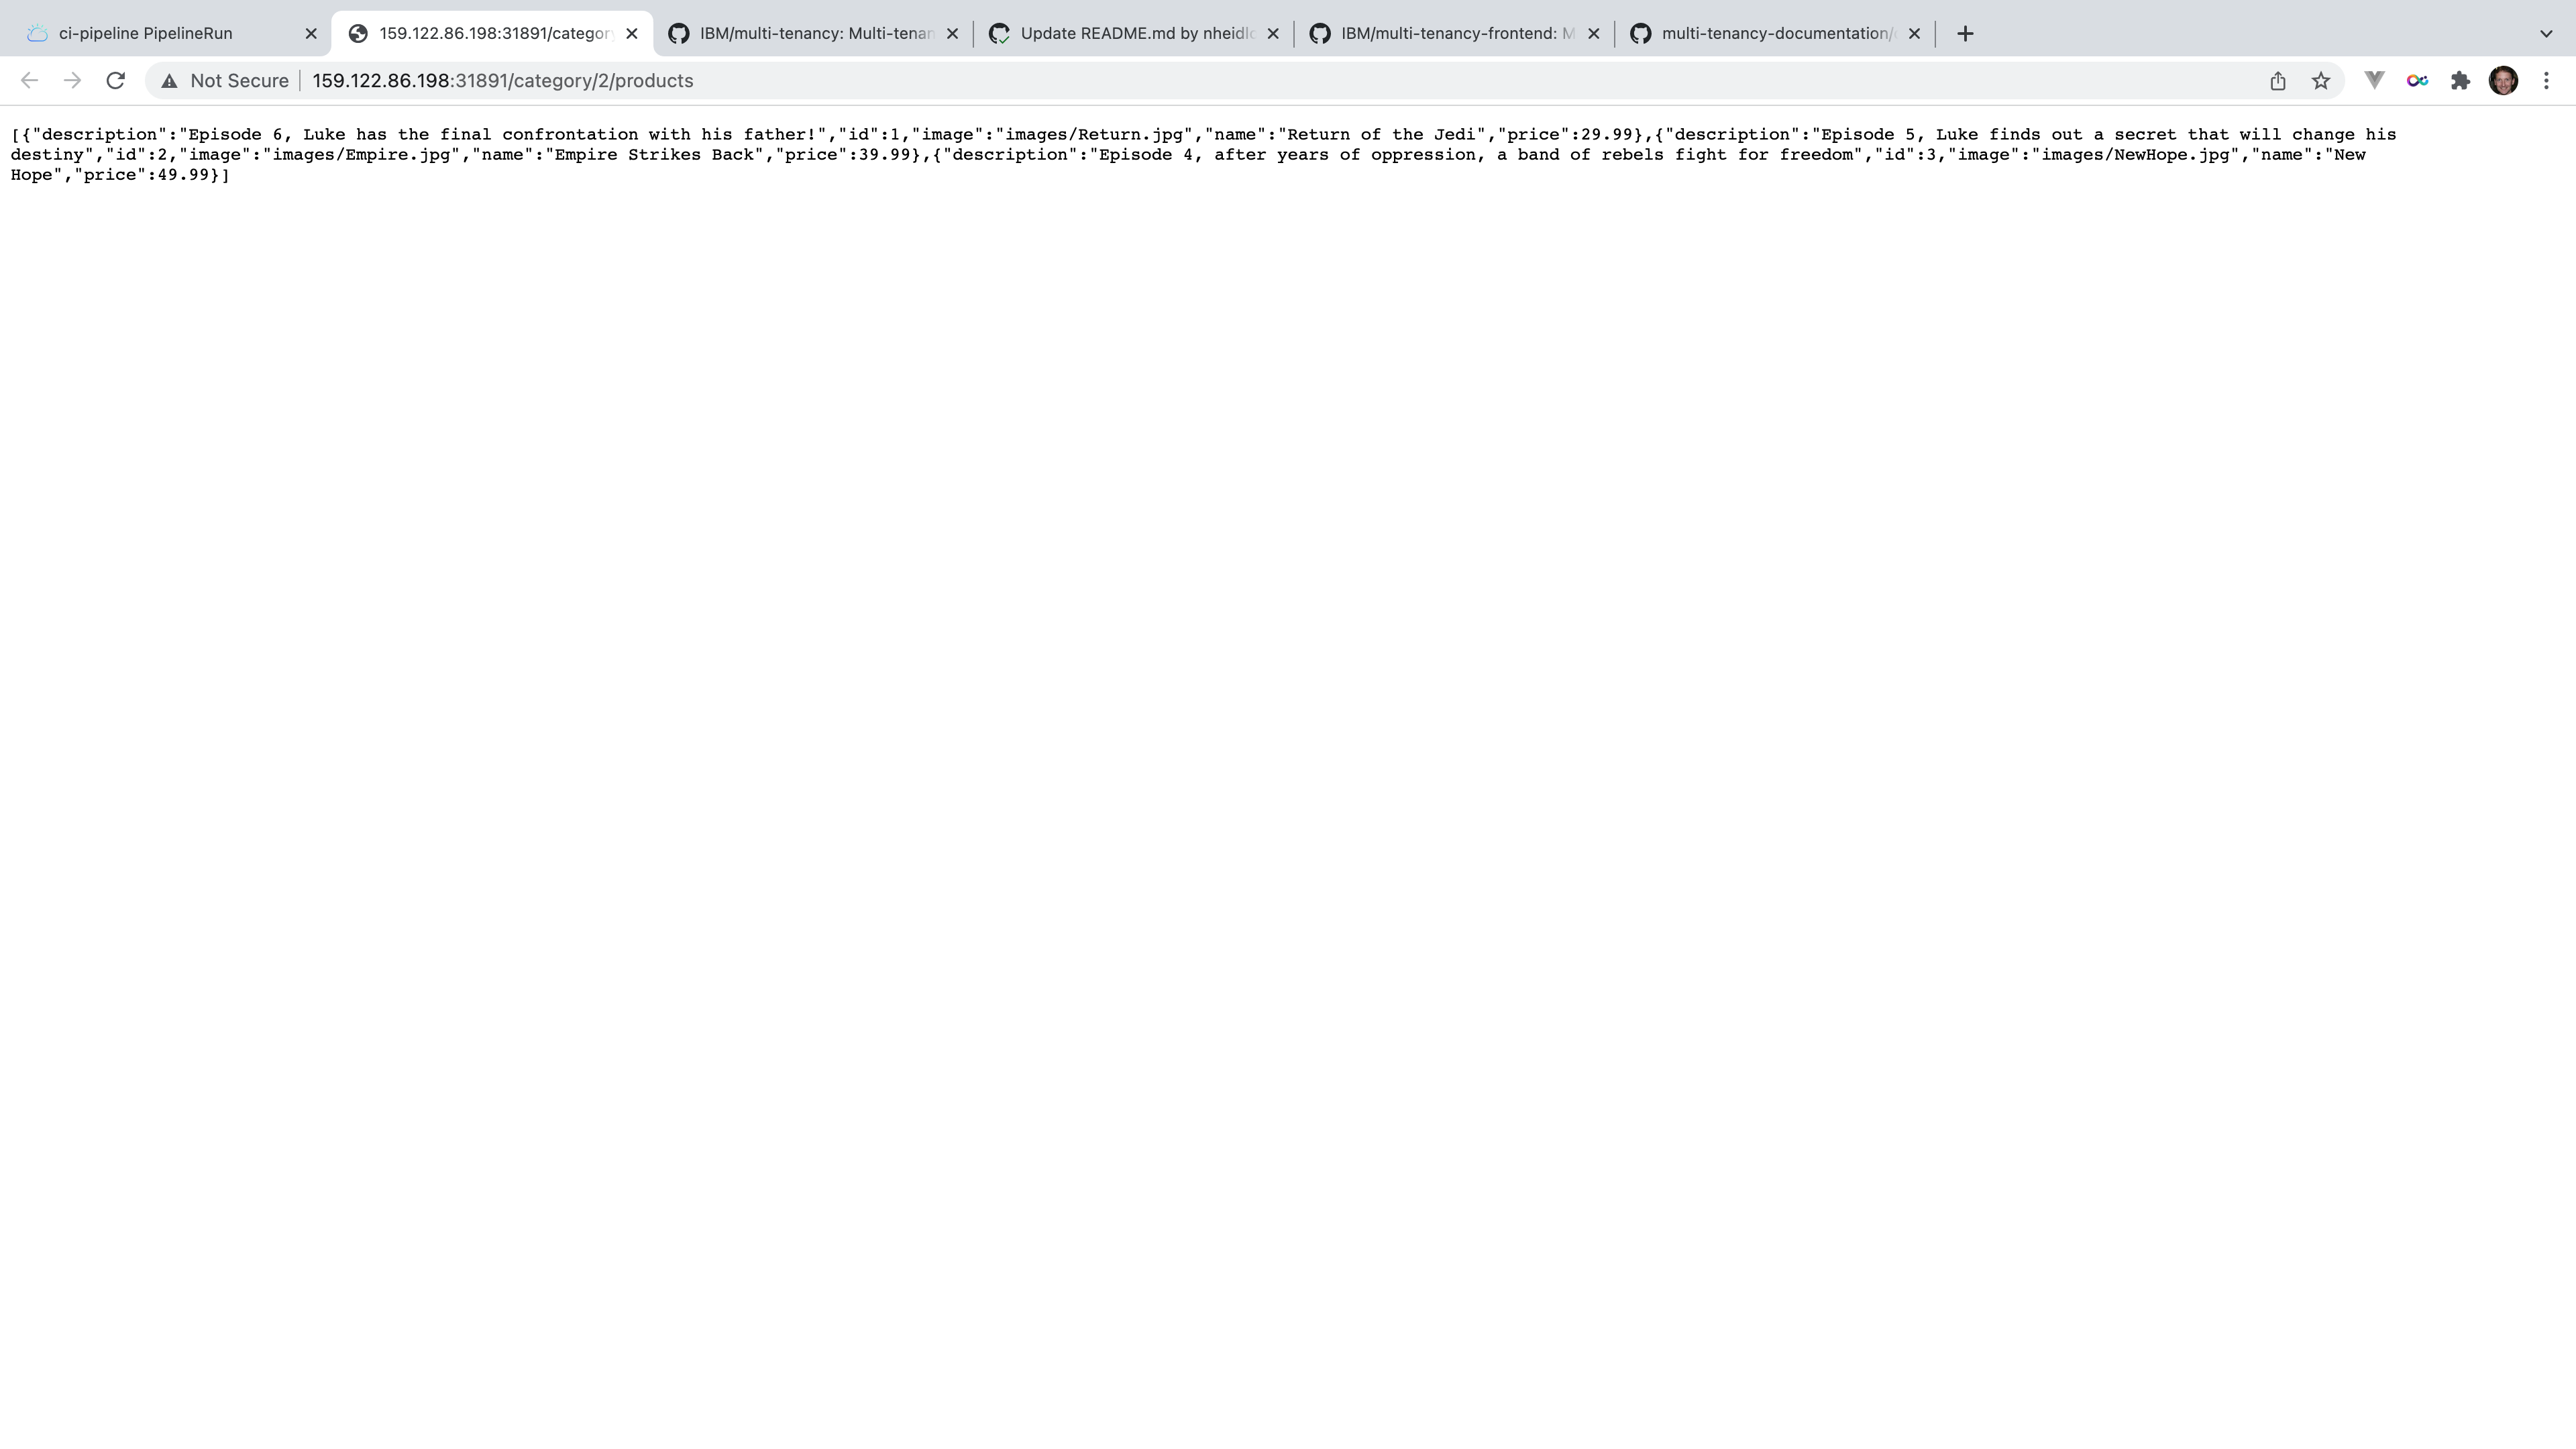 ci-pipeline PipelineRun
159.122.86.198:31891/categor
IBM/multi-tenancy: Multi-tenan
Update README.md by nheidlo
IBM/multi-tenancy-frontend: M
multi-tenancy-documentation/
Not Secure
159.122.86.198:31891/category/2/products
[{"description":"Episode 6, Luke has the final confrontation with his father!","id":1,"image":"images/Return.jpg","name":"Return of the Jedi","price":29.99},{"description":"Episode 5, Luke finds out a secret that will change his
destiny","id":2,"image":"images/Empire.jpg","name":"Empire Strikes Back","price":39.99},{"description":"Episode 4, after years of oppression, a band of rebels fight for freedom","id":3,"image":"images/NewHope.jpg","name":"New
Hope","price":49.99}]